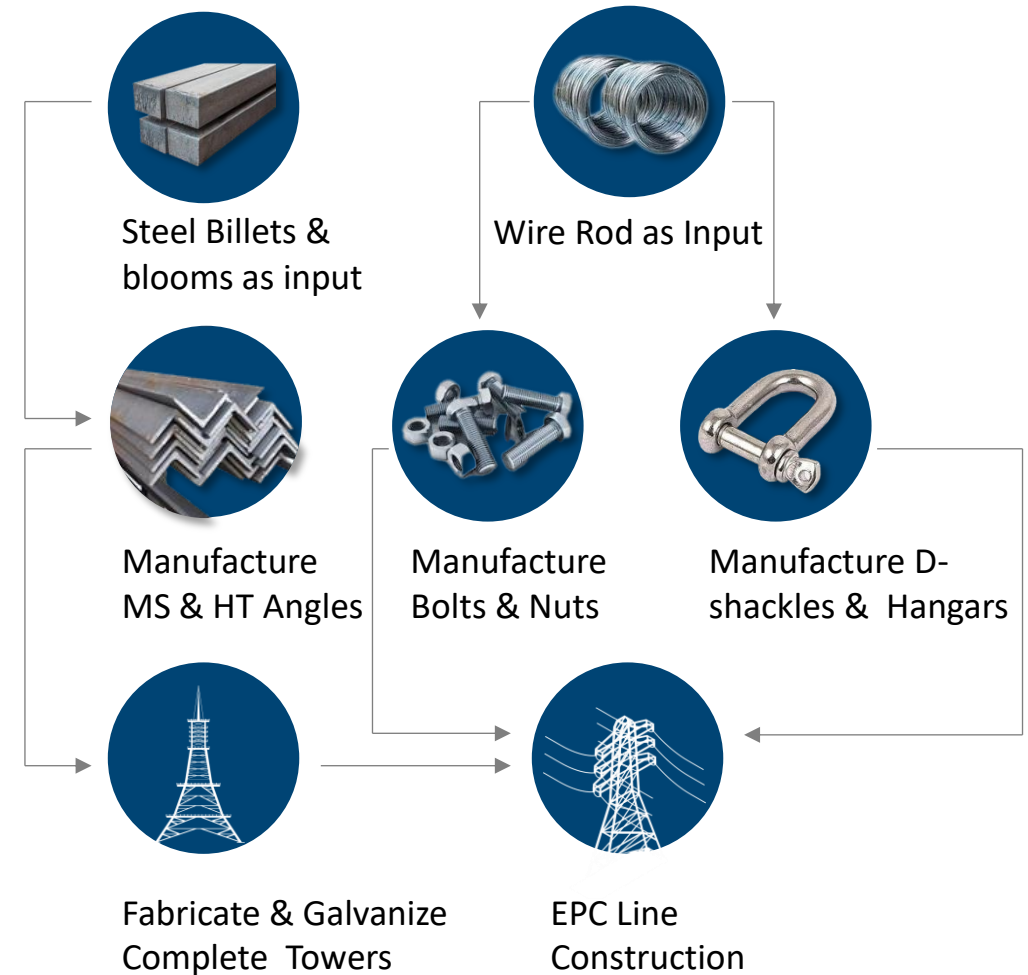 Steel Billets &
blooms as input
Wire Rod as Input
Manufacture
MS & HT Angles
Manufacture
Bolts & Nuts
Manufacture D-
shackles & Hangars
Fabricate & Galvanize
Complete Towers
EPC Line
Construction